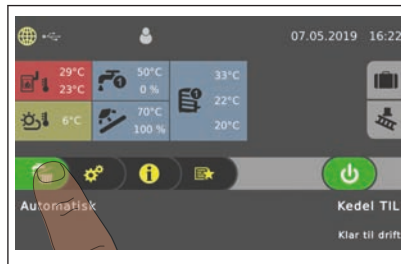 07.05.2019 16:22
29°C
23°C
50°C
0 %
33°C
22°C
20°C
6°C
70°C
100 %
Automatisk
Kedel TIL
Klar til drift